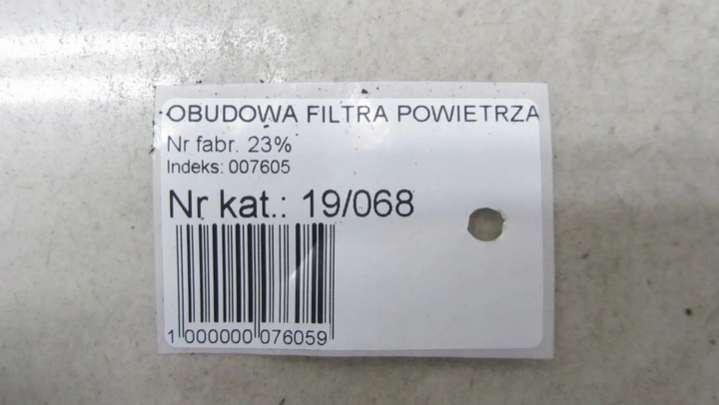 OBUDOWA FILTRA POWIETRZA
Nr fabr. 23%
Indeks: 007605
Nr kat.: 19/068
1 000000 076059